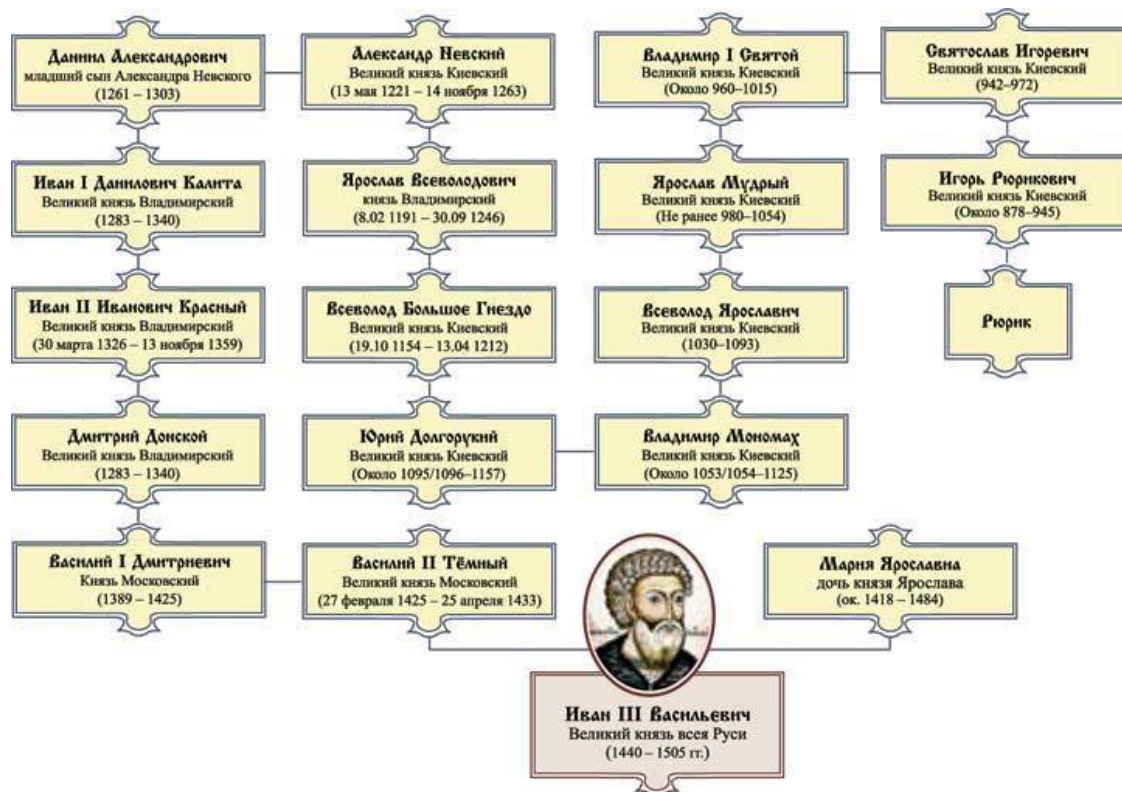 Даниил Александрович
младший сын Александра Невского
(1261 – 1303)
Александр Невский
Великий князь Киевский
(13 мая 1221 – 14 ноября 1263)
Владимир I Святой
Великий князь Киевский
(Около 960–1015)
Святослав Игоревич
Великий князь Киевский
(942–972)
Иван I Данилович Калита
Великий князь Владимирский
(1283 – 1340)
Ярослав Всеволодович
князь Владимирский
(8.02 1191 – 30.09 1246)
Ярослав Мудрый
Великий князь Киевский
(Не ранее 980–1054)
Игорь Рюрикович
Великий князь Киевский
(Около 878–945)
Иван II Иванович Красный
Великий князь Владимирский
(30 марта 1326 – 13 ноября 1359)
Всеволод Большое Гнездо
Великий князь Киевский
(19.10 1154 – 13.04 1212)
Всеволод Ярославич
Великий князь Киевский
(1030–1093)
Рюрик
Дмитрий Донской
Великий князь Владимирский
(1283 – 1340)
Юрий Долгорукий
Великий князь Киевский
(Около 1095/1096–1157)
Владимир Мономах
Великий князь Киевский
(Около 1053/1054–1125)
Василий I Дмитриевич
Князь Московский
(1389 – 1425)
Василий II Тёмный
Великий князь Московский
(27 февраля 1425 – 25 апреля 1433)
Мария Ярославна
дочь князя Ярослава
(ок. 1418 – 1484)
Иван III Васильевич
Великий князь всея Руси
(1440 – 1505 гг.)